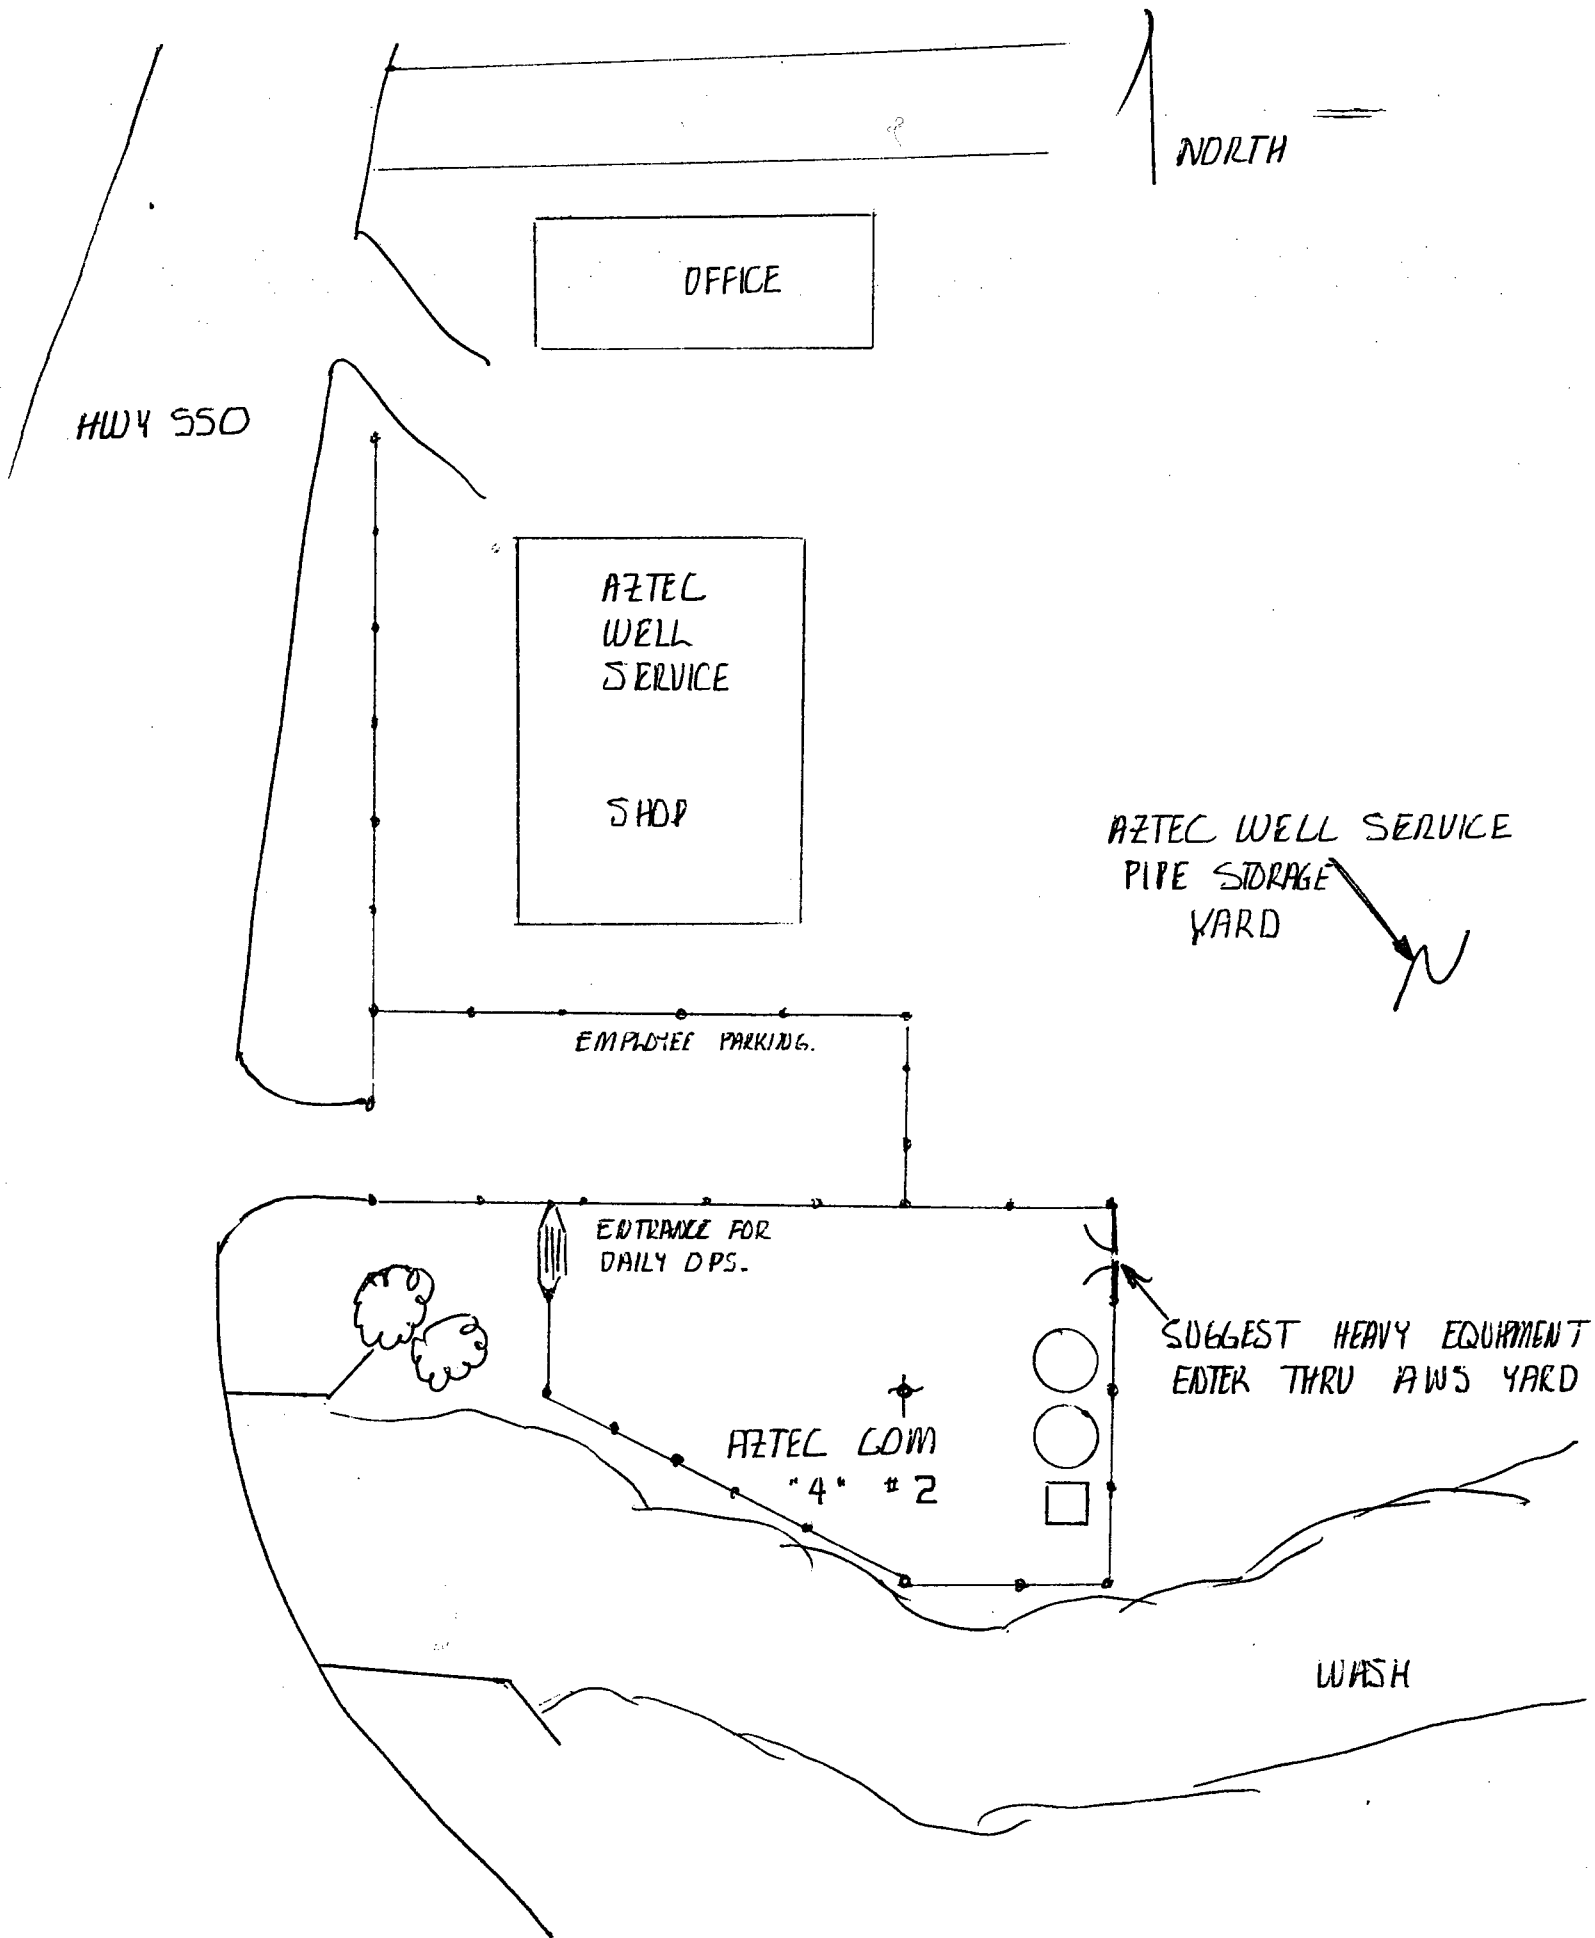 NORTH
OFFICE
HWY 550
AZTEC
WELL
SERVICE
SHOP
AZTEC WELL SERVICE
PIPE STORAGE
YARD
EMPLOYEE PARKING.
ENTRANCE FOR
DAILY OPS.
SUGGEST HEAVY EQUIPMENT
ENTER THRU AWS YARD
AZTEC COM
"4" #2
WASH